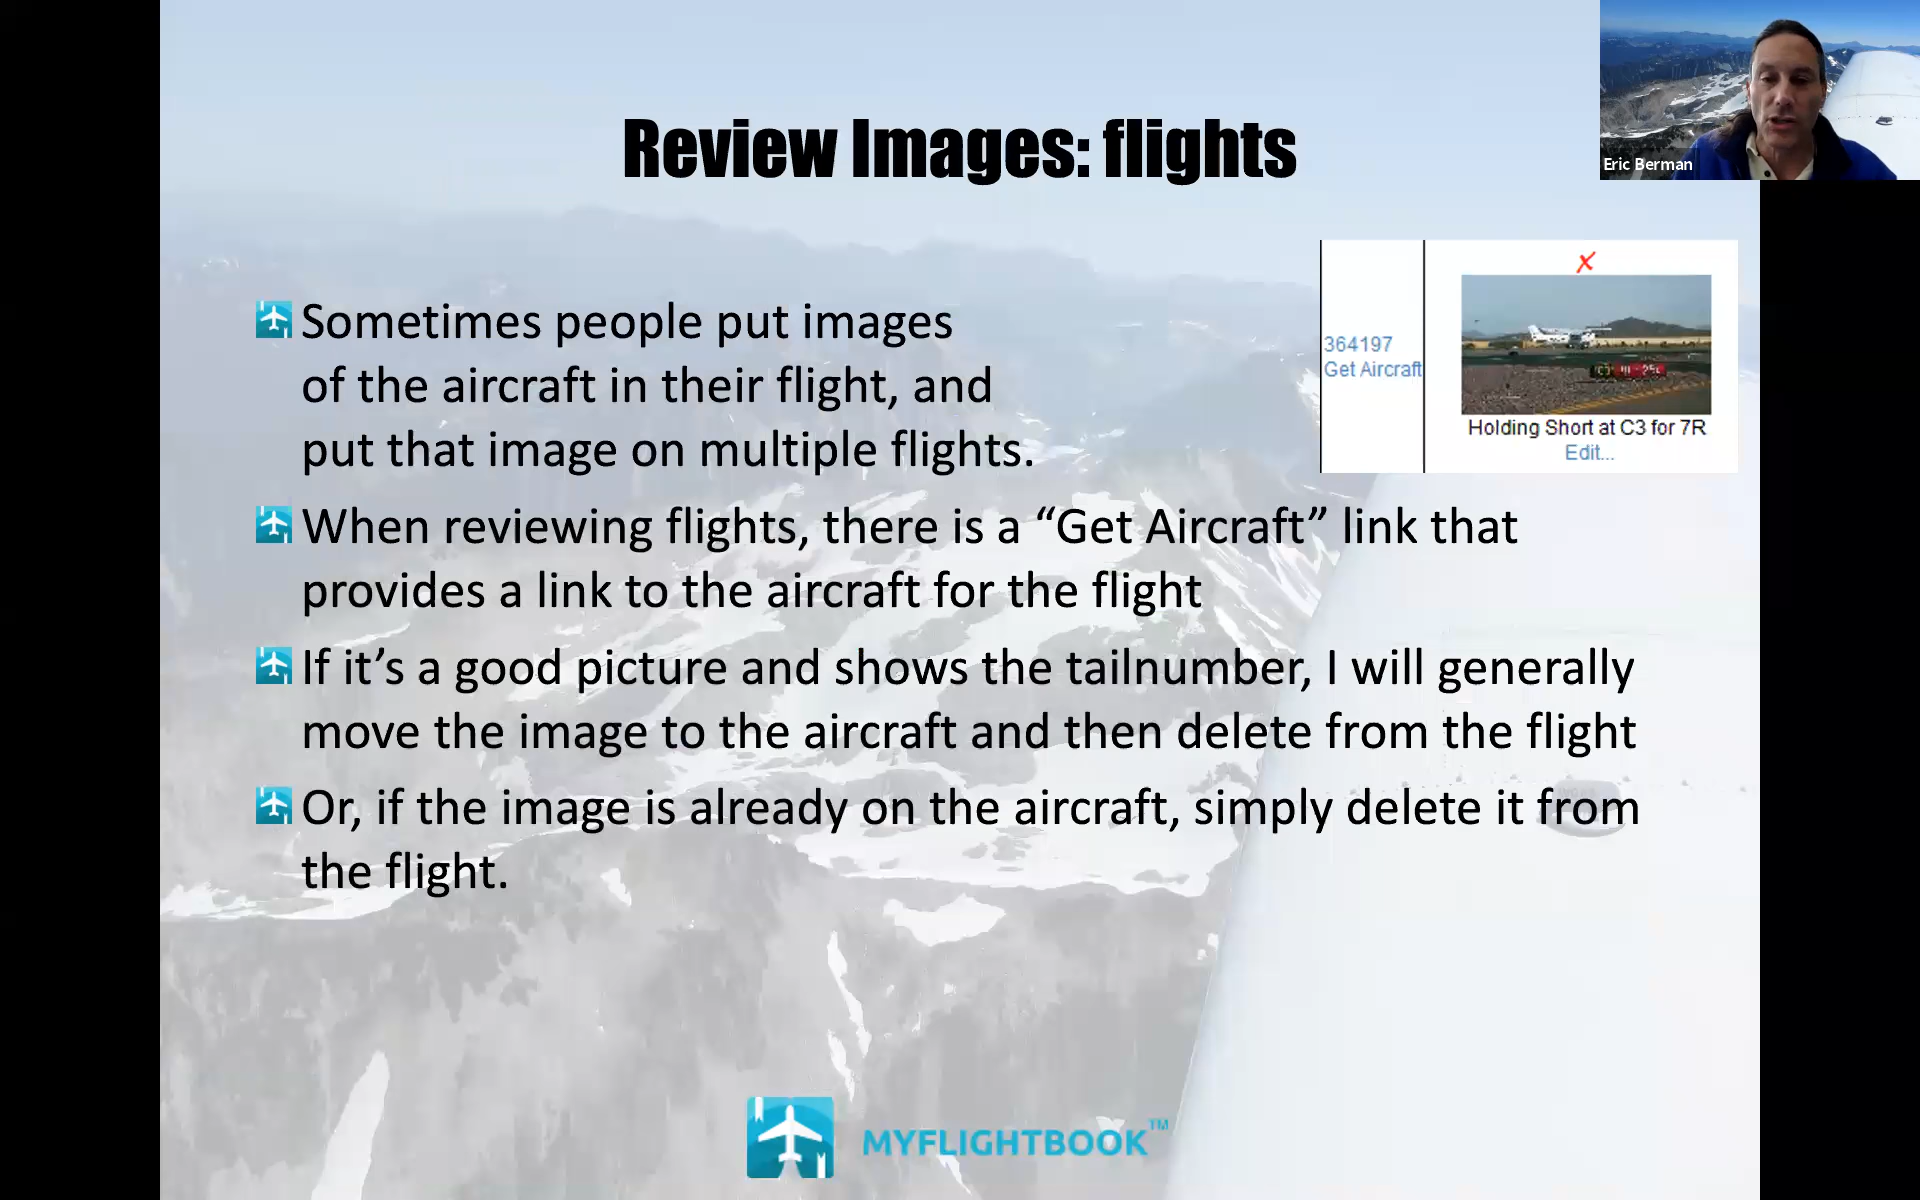 Review Images: flights
Eric Berman
Sometimes people put images
of the aircraft in their flight, and
put that image on multiple flights.
364197
Get Aircraft
Holding Short at C3 for 7R
Edit...
When reviewing flights, there is a “Get Aircraft” link that
provides a link to the aircraft for the flight
If it’s a good picture and shows the tailnumber, I will generally
move the image to the aircraft and then delete from the flight
Or, if the image is already on the aircraft, simply delete it from
the flight.
MYFLIGHTBOOK™